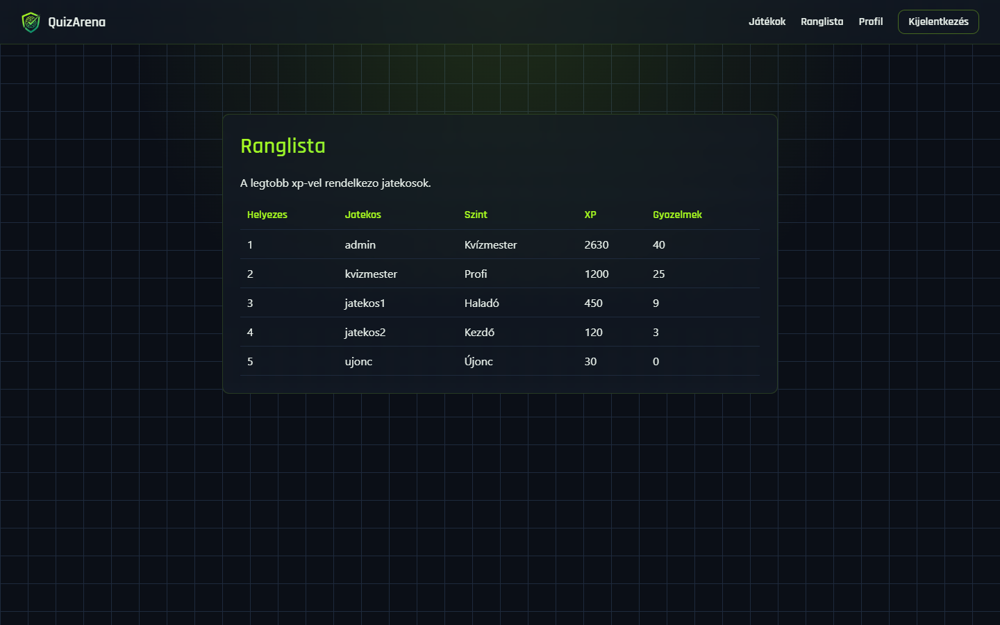 QuizArena
Játékok Ranglista Profil Kijelentkezés
Ranglista
A legtobb xp-vel rendelkezo jatekosok.
Helyezes Jatekos Szint XP Gyozelmek
1 admin Kvízmester 2630 40
2 kvizmester Profi 1200 25
3 jatekos1 Haladó 450 9
4 jatekos2 Kezdő 120 3
5 ujonc Újonc 30 0